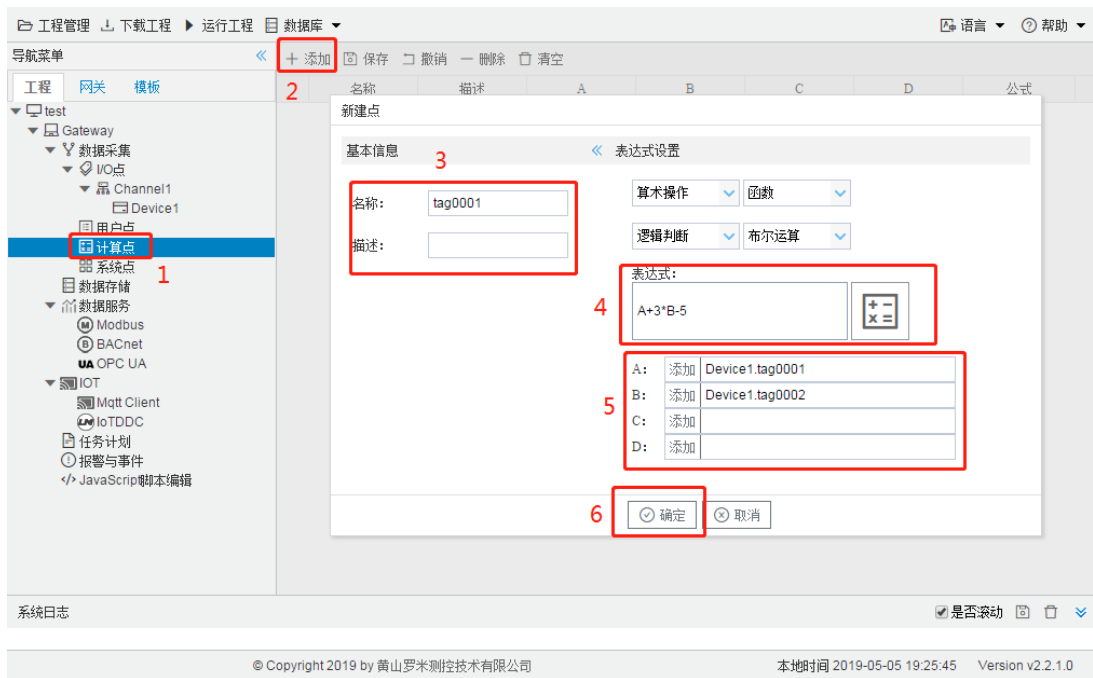 工程管理 下载工程 运行工程 数据库 语言 帮助
导航菜单 « + 添加 保存 撤销 删除 清空
工程 网关 模板 2 名称 描述 A B C D 公式
test
Gateway
数据采集
I/O点
Channel1
Device1
用户点
计算点
1
系统点
数据存储
数据服务
Modbus
BACnet
UA OPC UA
IOT
Mqtt Client
IoTDDC
任务计划
报警与事件
JavaScript脚本编辑
新建点
基本信息 3 « 表达式设置
名称: tag0001 算术操作 函数
描述: 逻辑判断 布尔运算
表达式:
4 A+3*B-5
A: 添加 Device1.tag0001
B: 添加 Device1.tag0002
5
C: 添加
D: 添加
6 确定 取消
系统日志 是否滚动
© Copyright 2019 by 黄山罗米测控技术有限公司 本地时间 2019-05-05 19:25:45 Version v2.2.1.0